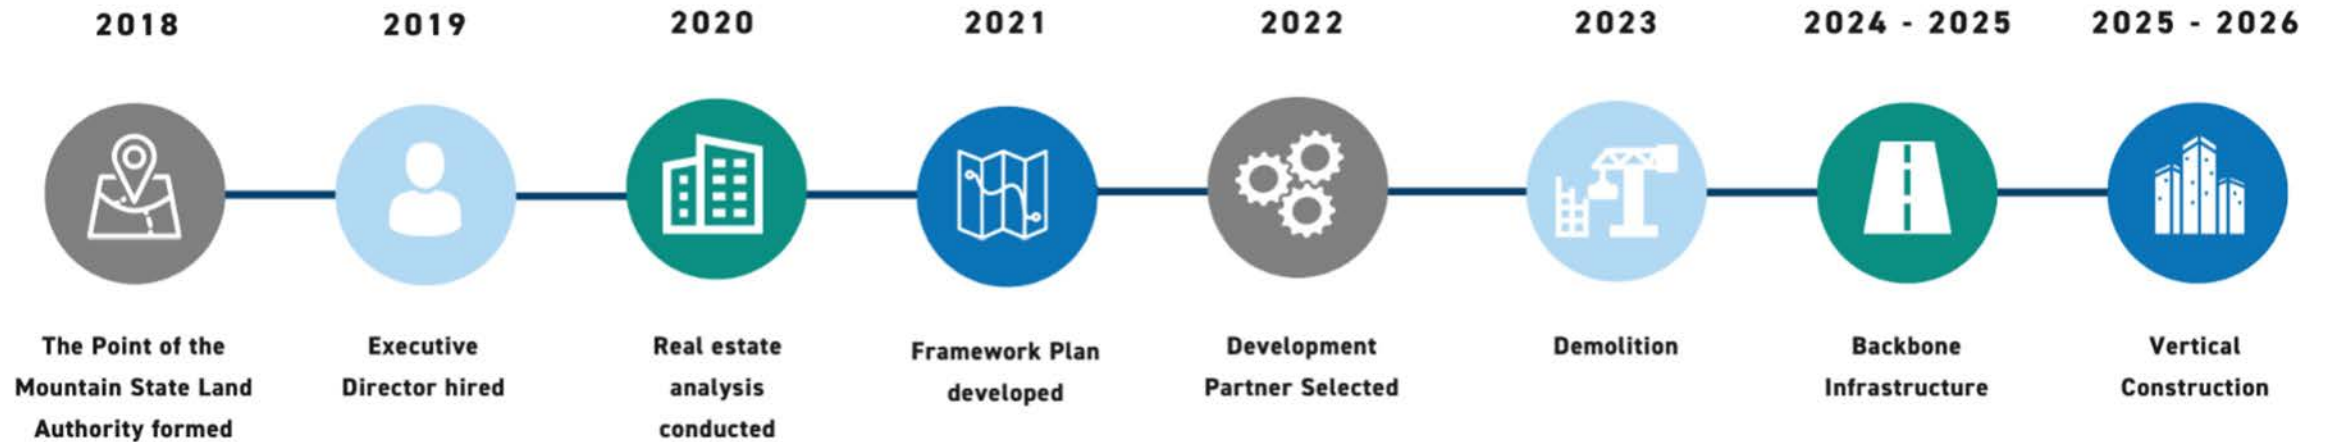 2018
The Point of the
Mountain State Land
Authority formed
2019
Executive
Director hired
2020
Real estate
analysis
conducted
2021
Framework Plan
developed
2022
Development
Partner Selected
2023
Demolition
2024 - 2025
Backbone
Infrastructure
2025 - 2026
Vertical
Construction